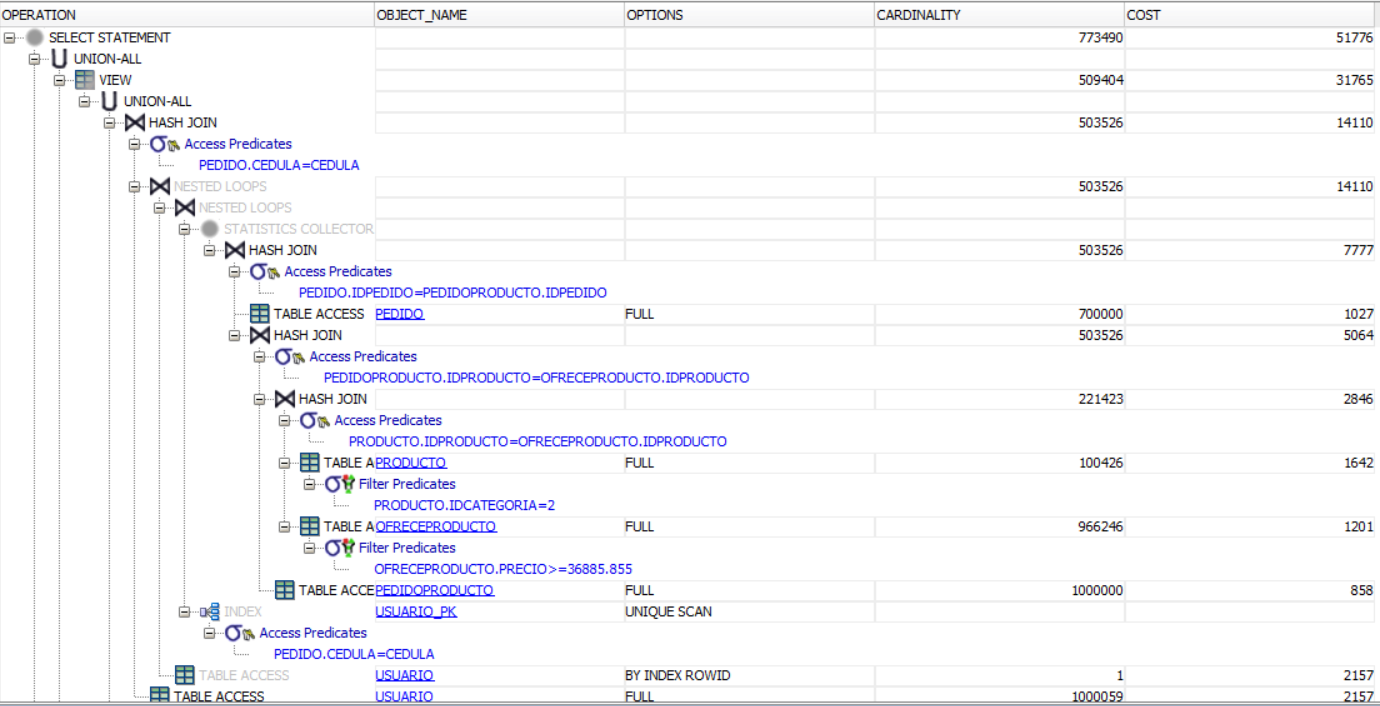 OPERATION OBJECT_NAME OPTIONS CARDINALITY COST
SELECT STATEMENT 773490 51776
UNION-ALL
VIEW 509404 31765
UNION-ALL
HASH JOIN 503526 14110
Access Predicates
PEDIDO.CEDULA=CEDULA
NESTED LOOPS 503526 14110
NESTED LOOPS
STATISTICS COLLECTOR
HASH JOIN 503526 7777
Access Predicates
PEDIDO.IDPEDIDO=PEDIDOPRODUCTO.IDPEDIDO
TABLE ACCESS PEDIDO FULL 700000 1027
HASH JOIN 503526 5064
Access Predicates
PEDIDOPRODUCTO.IDPRODUCTO=OFRECEPRODUCTO.IDPRODUCTO
HASH JOIN 221423 2846
Access Predicates
PRODUCTO.IDPRODUCTO=OFRECEPRODUCTO.IDPRODUCTO
TABLE A PRODUCTO FULL 100426 1642
Filter Predicates
PRODUCTO.IDCATEGORIA=2
TABLE A OFRECEPRODUCTO FULL 966246 1201
Filter Predicates
OFRECEPRODUCTO.PRECIO>=36885.855
TABLE ACCE PEDIDOPRODUCTO FULL 1000000 858
INDEX USUARIO_PK UNIQUE SCAN
Access Predicates
PEDIDO.CEDULA=CEDULA
TABLE ACCESS USUARIO BY INDEX ROWID 1 2157
TABLE ACCESS USUARIO FULL 1000059 2157